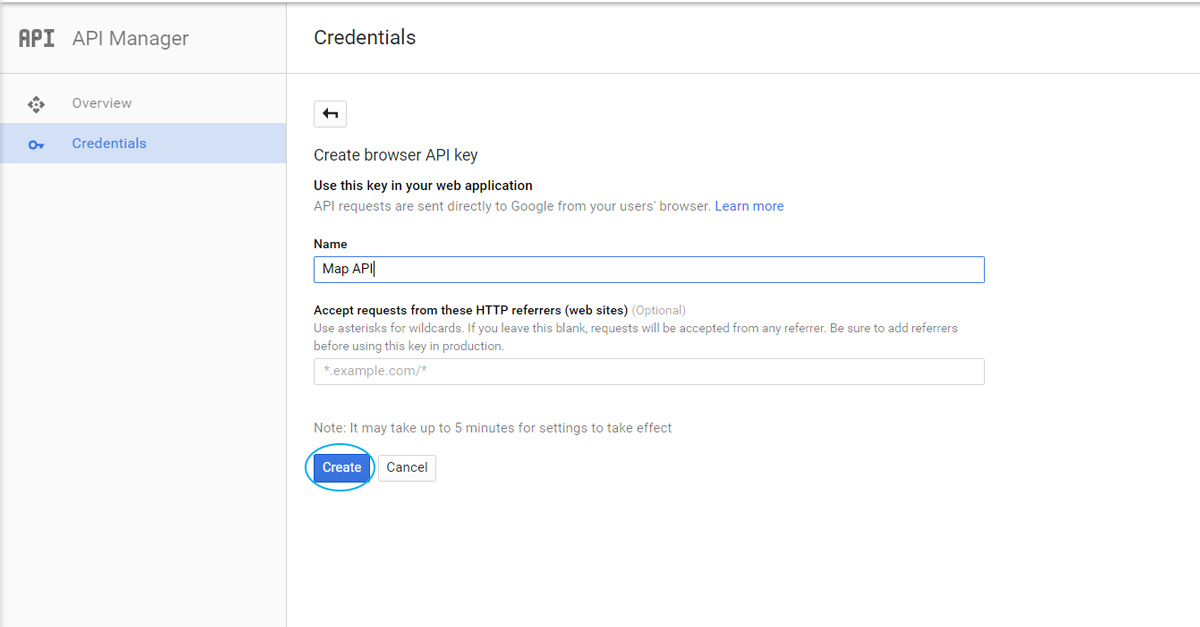 API API Manager
Credentials
Overview
Credentials
Create browser API key
Use this key in your web application
API requests are sent directly to Google from your users' browser. Learn more
Name
Map API
Accept requests from these HTTP referrers (web sites) (Optional)
Use asterisks for wildcards. If you leave this blank, requests will be accepted from any referrer. Be sure to add referrers
before using this key in production.
*.example.com/*
Note: It may take up to 5 minutes for settings to take effect
Create Cancel